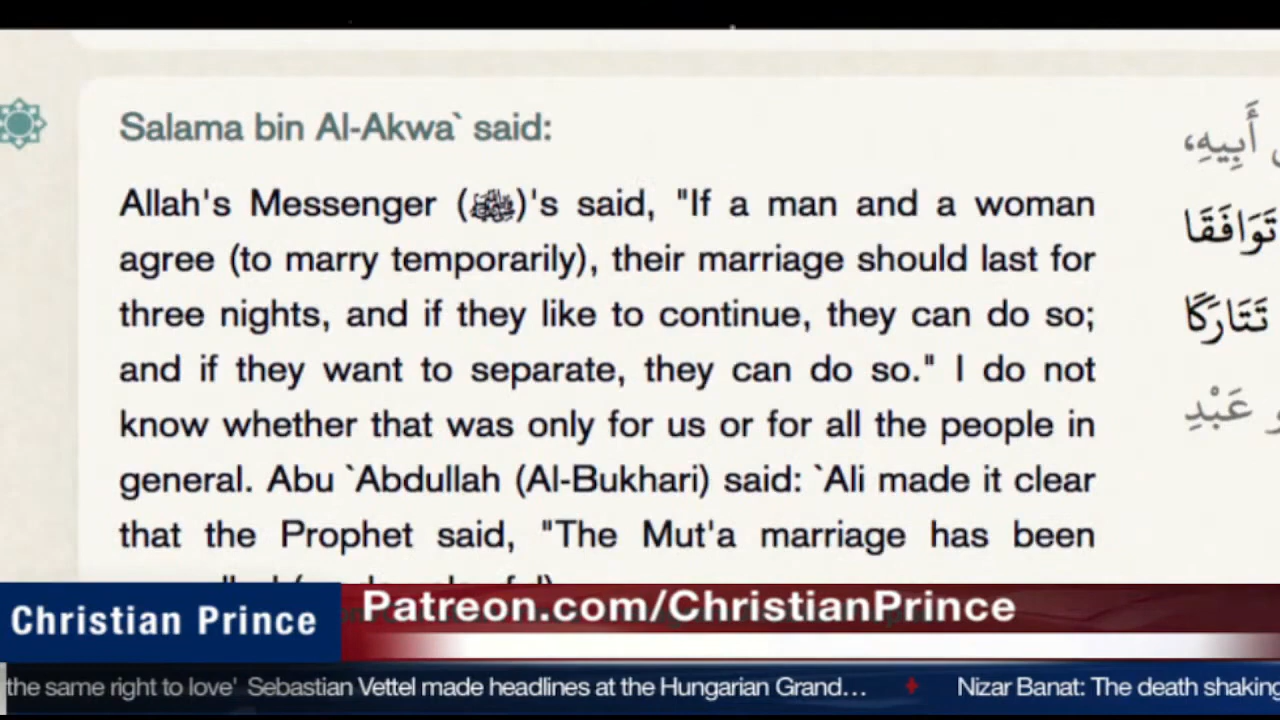 Salama bin Al-Akwa` said:
أَبِيهِ،
Allah's Messenger (ﷺ)'s said, "If a man and a woman
تَوَافَقَا
agree (to marry temporarily), their marriage should last for
three nights, and if they like to continue, they can do so;
تَتَارَكَا
and if they want to separate, they can do so." I do not
know whether that was only for us or for all the people in
عَبْدِ
general. Abu `Abdullah (Al-Bukhari) said: `Ali made it clear
that the Prophet said, "The Mut'a marriage has been
Christian Prince
Patreon.com/ChristianPrince
the same right to love' Sebastian Vettel made headlines at the Hungarian Grand... Nizar Banat: The death shaking